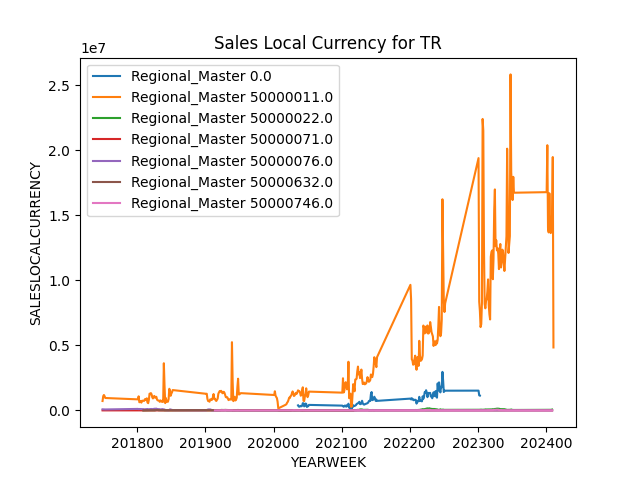 Sales Local Currency for TR
1e7
Regional_Master 0.0
Regional_Master 50000011.0
Regional_Master 50000022.0
Regional_Master 50000071.0
Regional_Master 50000076.0
Regional_Master 50000632.0
Regional_Master 50000746.0
2.5
2.0
1.5
1.0
0.5
0.0
SALESLOCALCURRENCY
201800 201900 202000 202100 202200 202300 202400
YEARWEEK